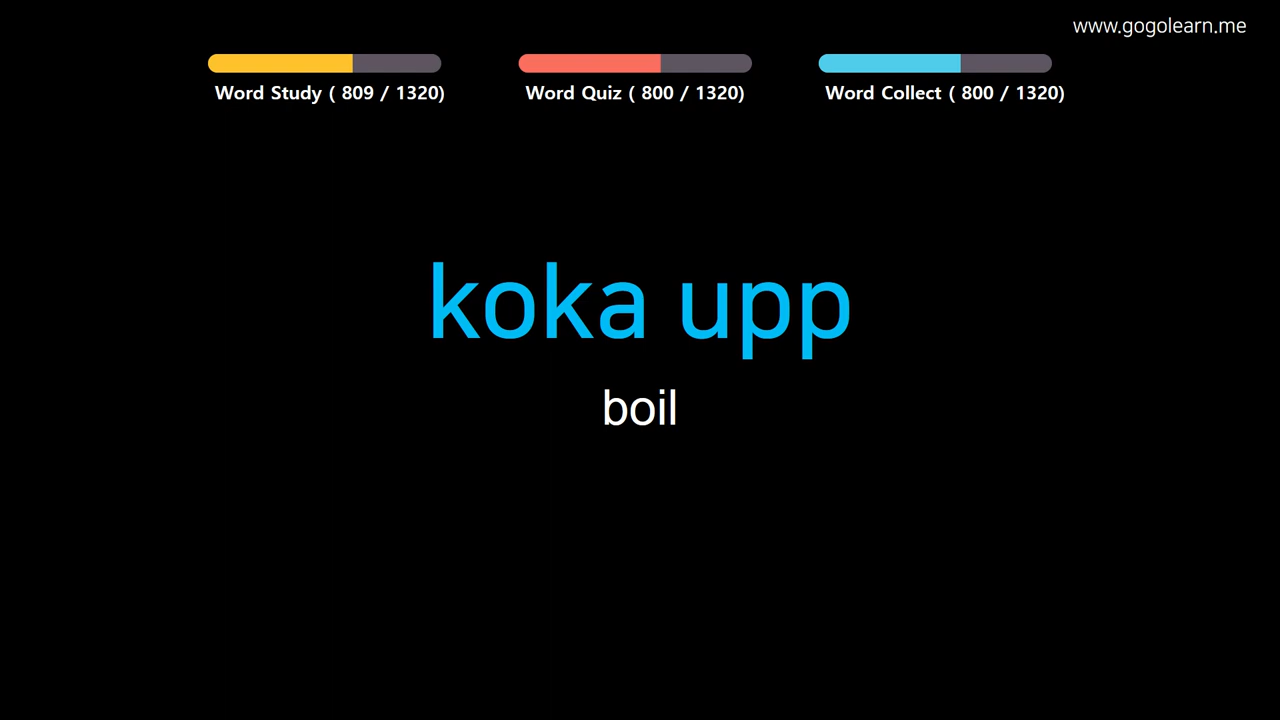 www.gogolearn.me
Word Study ( 809 / 1320)
Word Quiz ( 800 / 1320)
Word Collect ( 800 / 1320)
koka upp
boil